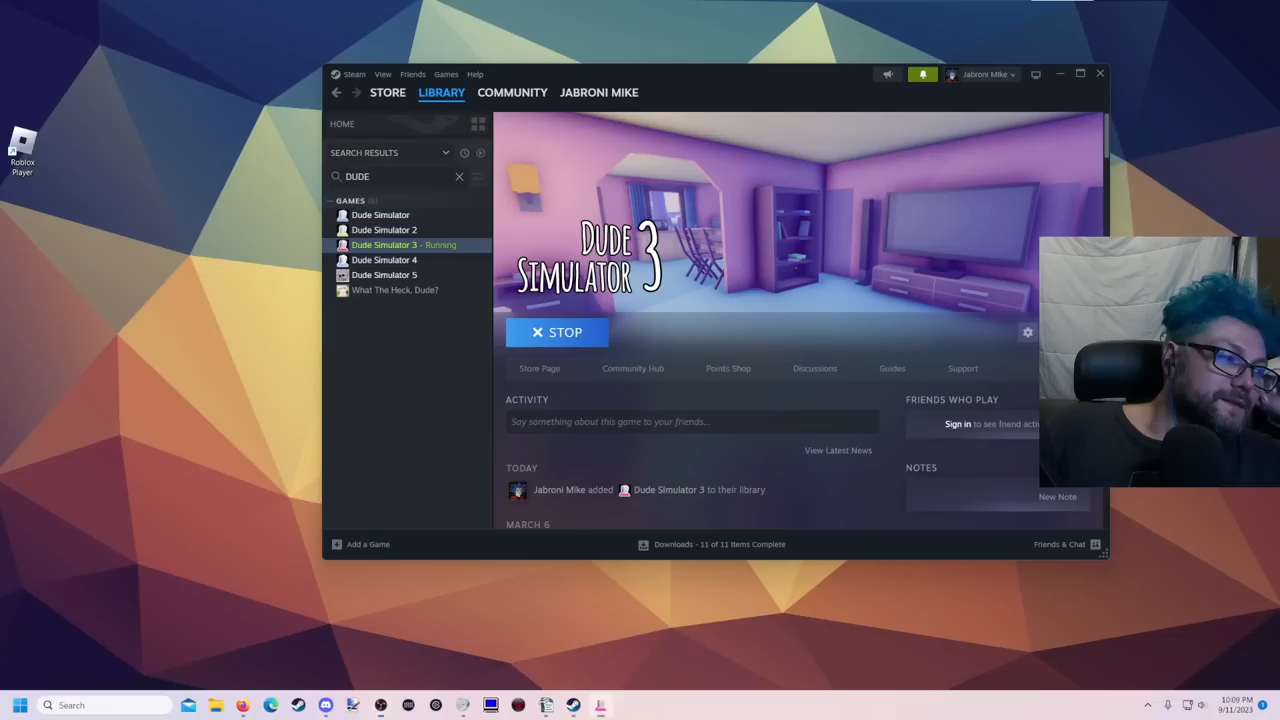 Roblox
Player
Steam View Friends Games Help
Jabroni Mike
STORE LIBRARY COMMUNITY JABRONI MIKE
HOME
SEARCH RESULTS
DUDE
GAMES (6)
Dude Simulator
Dude Simulator 2
Dude Simulator 3 - Running
Dude Simulator 4
Dude Simulator 5
What The Heck, Dude?
DUDE
SIMULATOR 3
STOP
Store Page Community Hub Points Shop Discussions Guides Support
ACTIVITY
Say something about this game to your friends...
View Latest News
TODAY
Jabroni Mike added Dude Simulator 3 to their library
MARCH 6
FRIENDS WHO PLAY
Sign in to see friend acti
NOTES
New Note
Add a Game
Downloads - 11 of 11 Items Complete
Friends & Chat
Search
10:09 PM
9/11/2023